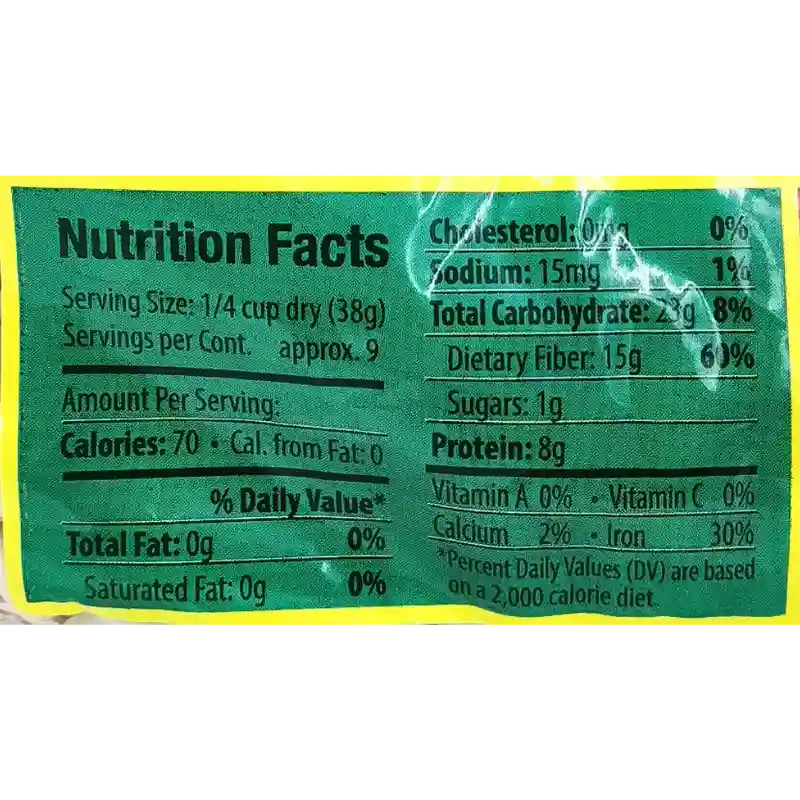 Nutrition Facts
Serving Size: 1/4 cup dry (38g)
Servings per Cont. approx. 9
Amount Per Serving:
Calories: 70 • Cal. from Fat: 0
% Daily Value*
Total Fat: 0g 0%
Saturated Fat: 0g 0%
Cholesterol: 0mg 0%
Sodium: 15mg 1%
Total Carbohydrate: 23g 8%
Dietary Fiber: 15g 60%
Sugars: 1g
Protein: 8g
Vitamin A 0% • Vitamin C 0%
Calcium 2% • Iron 30%
*Percent Daily Values (DV) are based
on a 2,000 calorie diet.